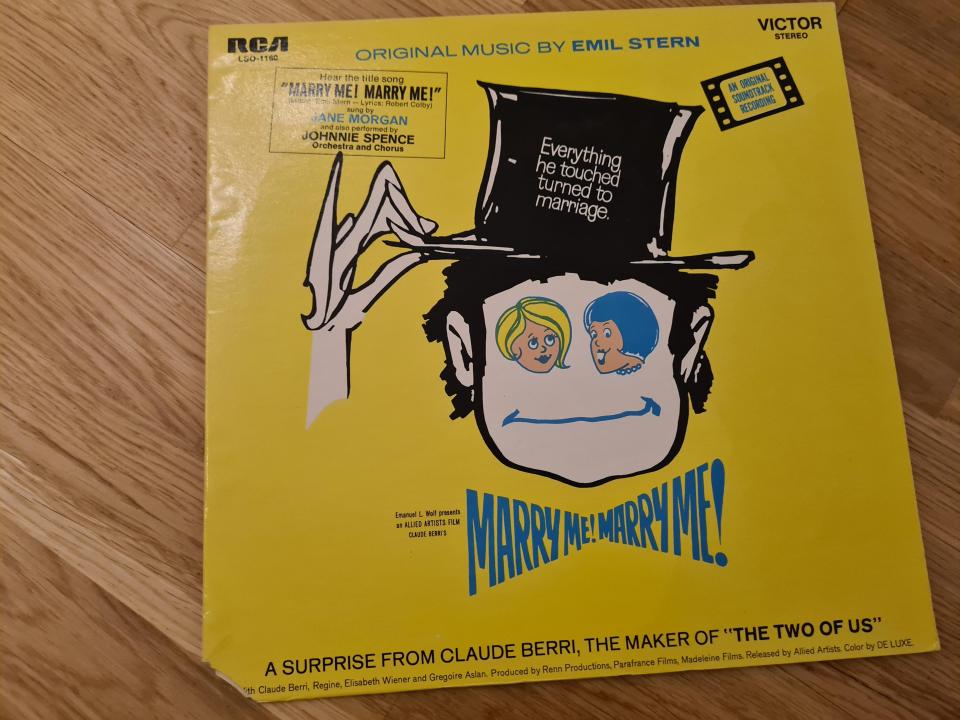 RCA
LSO-1160
ORIGINAL MUSIC BY EMIL STERN
VICTOR
STEREO
AN ORIGINAL
SOUNDTRACK
RECORDING
Hear the title song
"MARRY ME! MARRY ME!"
(Music: Emil Stern — Lyrics: Robert Colby)
sung by
JANE MORGAN
and also performed by
JOHNNIE SPENCE
Orchestra and Chorus
Everything
he touched
turned to
marriage.
Emanuel L. Wolf presents
an ALLIED ARTISTS FILM
CLAUDE BERRI'S
MARRY ME! MARRY ME!
A SURPRISE FROM CLAUDE BERRI, THE MAKER OF "THE TWO OF US"
with Claude Berri, Regine, Elisabeth Wiener and Gregoire Aslan. Produced by Renn Productions, Parafrance Films, Madeleine Films. Released by Allied Artists. Color by DE LUXE.